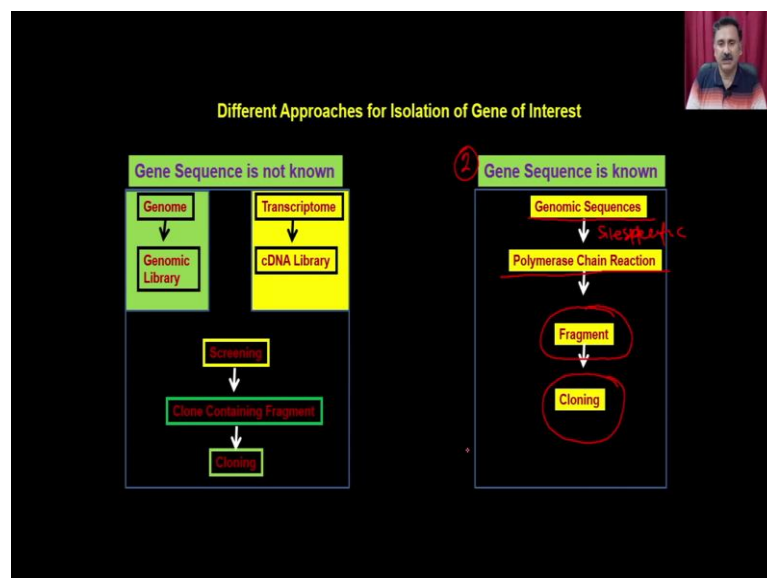 Different Approaches for Isolation of Gene of Interest
Gene Sequence is not known
Genome
Transcriptome
Genomic
Library
cDNA Library
Screening
Clone Containing Fragment
Cloning
2
Gene Sequence is known
Genomic Sequences
Polymerase Chain Reaction
Fragment
Cloning